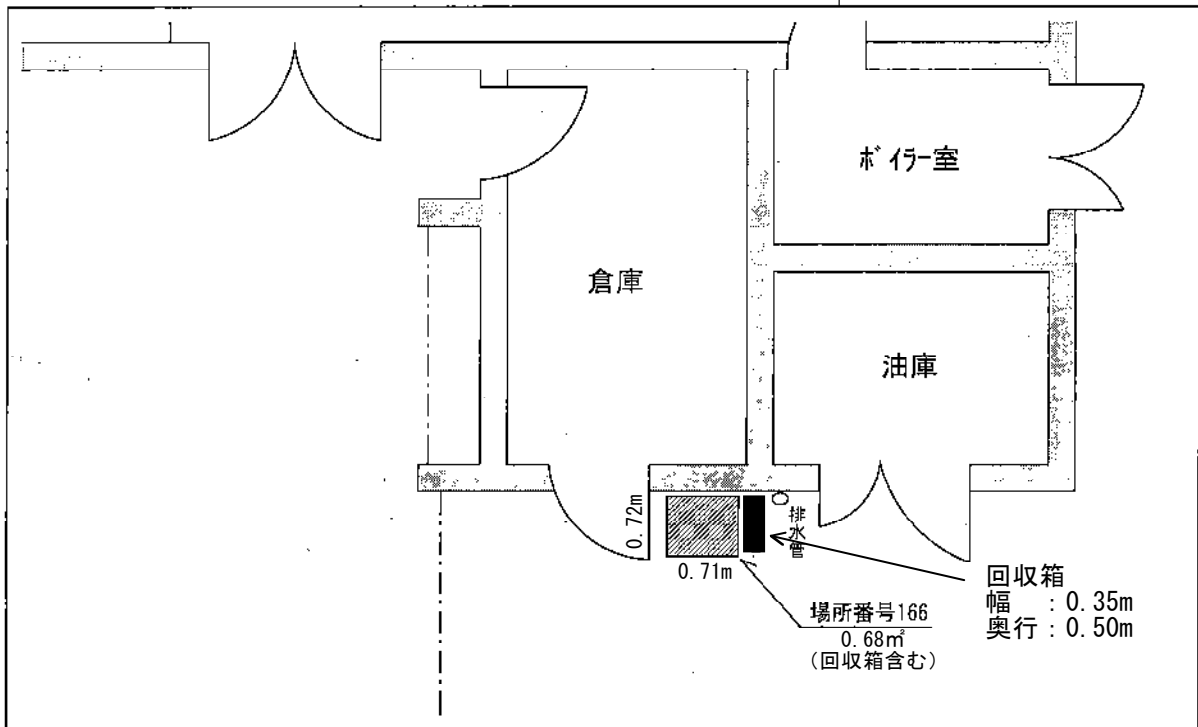 ボイラー室
倉庫
油庫
0.72m
0.71m
排水管
回収箱
幅　：0.35m
奥行：0.50m
場所番号166
0.68㎡
(回収箱含む)